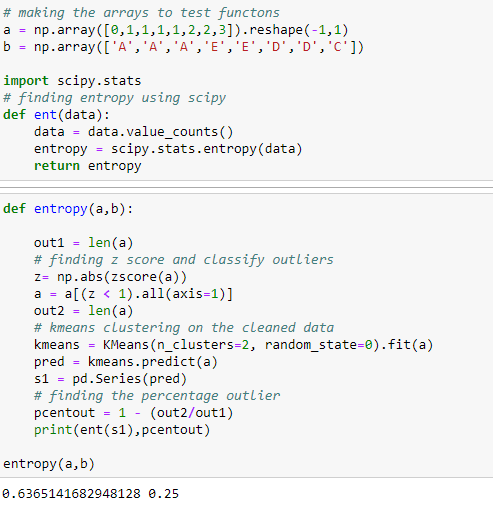 # making the arrays to test functons
a = np.array([0,1,1,1,1,2,2,3]).reshape(-1,1)
b = np.array(['A','A','A','E','E','D','D','C'])
import scipy.stats
# finding entropy using scipy
def ent(data):
    data = data.value_counts()
    entropy = scipy.stats.entropy(data)
    return entropy
def entropy(a,b):
    out1 = len(a)
    # finding z score and classify outliers
    z= np.abs(zscore(a))
    a = a[(z < 1).all(axis=1)]
    out2 = len(a)
    # kmeans clustering on the cleaned data
    kmeans = KMeans(n_clusters=2, random_state=0).fit(a)
    pred = kmeans.predict(a)
    s1 = pd.Series(pred)
    # finding the percentage outlier
    pcentout = 1 - (out2/out1)
    print(ent(s1),pcentout)
entropy(a,b)
0.6365141682948128 0.25